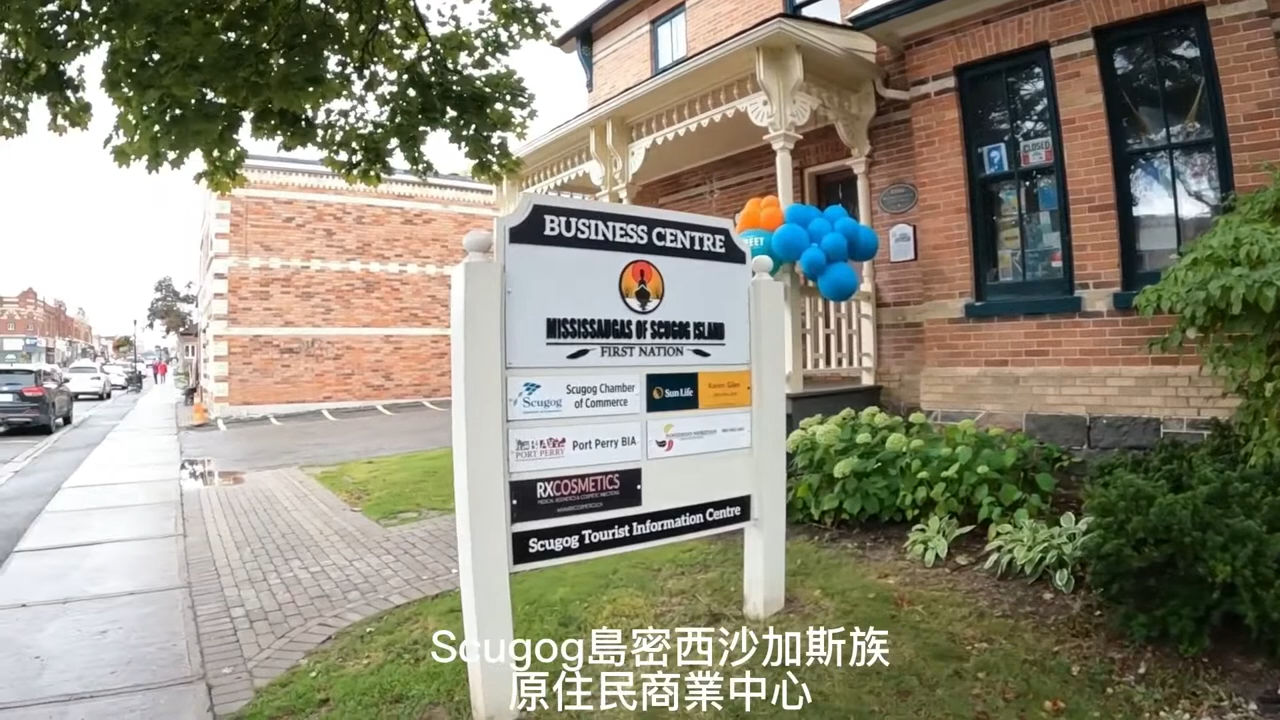 BUSINESS CENTRE
MISSISSAUGAS OF SCUGOG ISLAND
FIRST NATION
Scugog
Scugog Chamber
of Commerce
Sun Life
PORT PERRY
Port Perry BIA
RXCOSMETICS
Scugog Tourist Information Centre
CLOSED
Scugog島密西沙加斯族
原住民商業中心